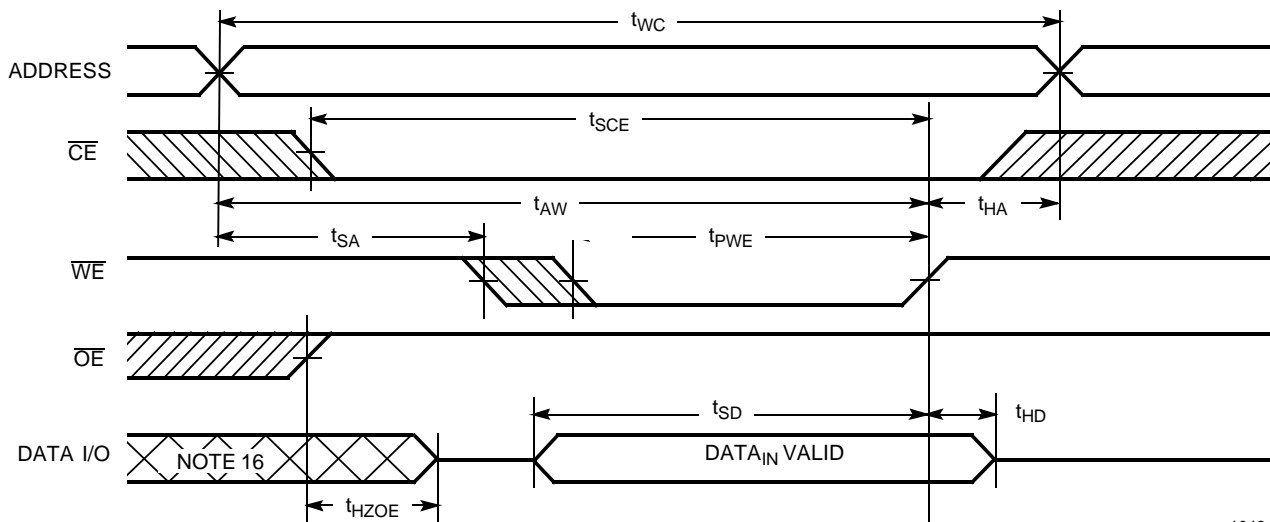 tWC
ADDRESS
tSCE
CE
tAW
tHA
tSA
tPWE
WE
OE
tSD
tHD
DATA I/O
NOTE 16
DATAIN VALID
tHZOE